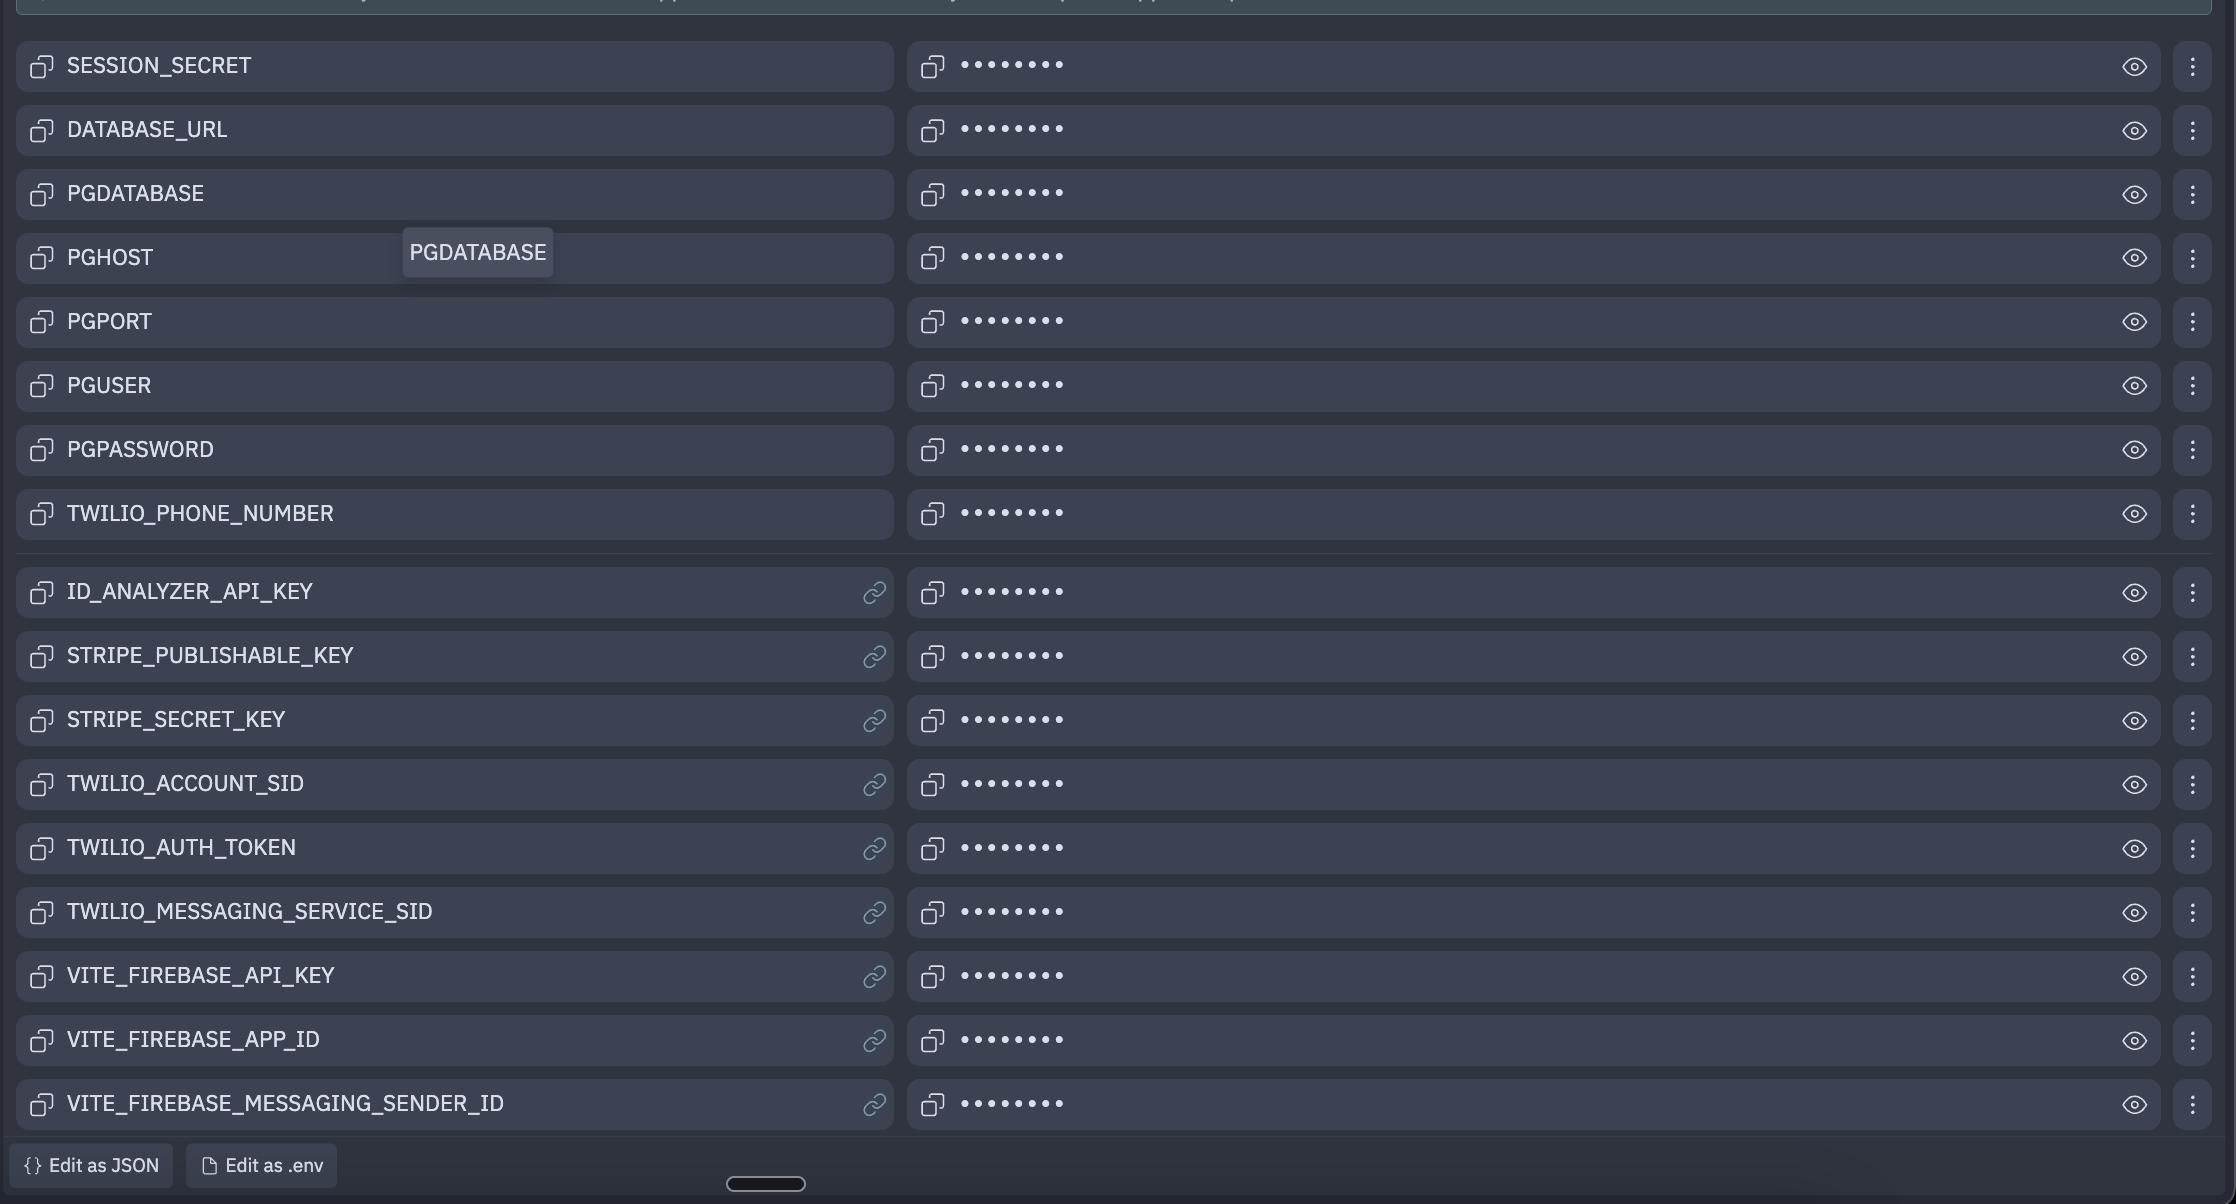 SESSION_SECRET ••••••••
DATABASE_URL ••••••••
PGDATABASE ••••••••
PGHOST ••••••••
PGDATABASE
PGPORT ••••••••
PGUSER ••••••••
PGPASSWORD ••••••••
TWILIO_PHONE_NUMBER ••••••••
ID_ANALYZER_API_KEY ••••••••
STRIPE_PUBLISHABLE_KEY ••••••••
STRIPE_SECRET_KEY ••••••••
TWILIO_ACCOUNT_SID ••••••••
TWILIO_AUTH_TOKEN ••••••••
TWILIO_MESSAGING_SERVICE_SID ••••••••
VITE_FIREBASE_API_KEY ••••••••
VITE_FIREBASE_APP_ID ••••••••
VITE_FIREBASE_MESSAGING_SENDER_ID ••••••••
{} Edit as JSON Edit as .env